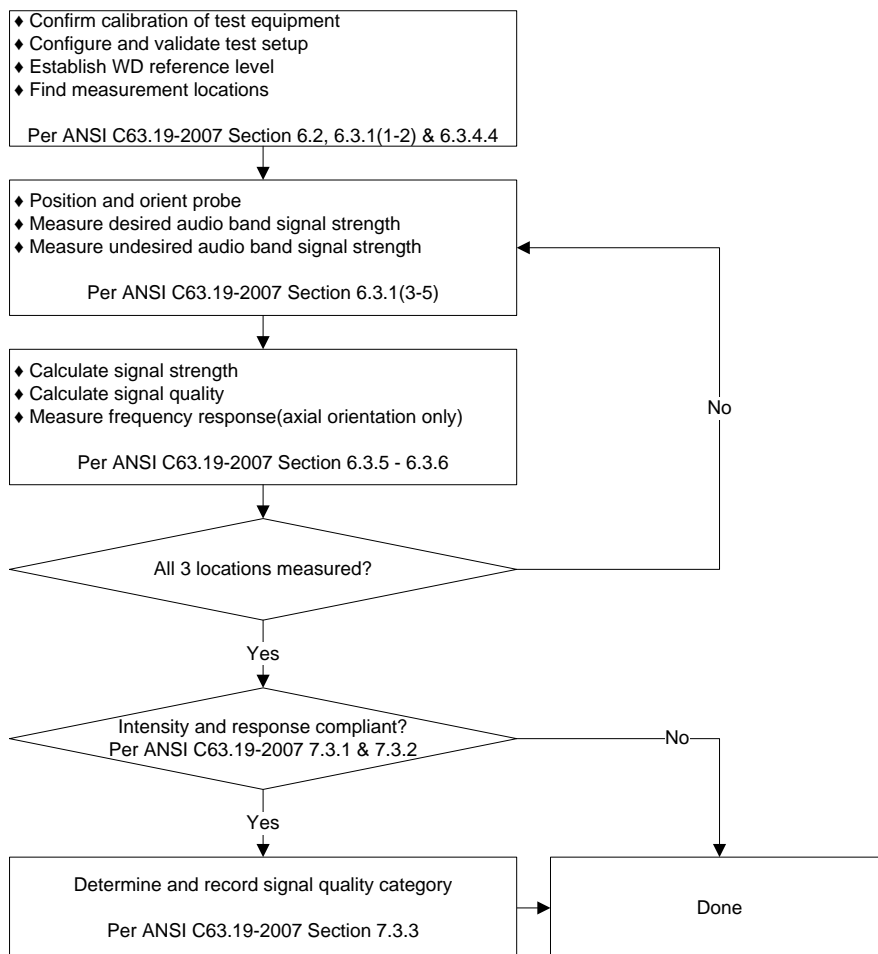 ♦ Confirm calibration of test equipment
♦ Configure and validate test setup
♦ Establish WD reference level
♦ Find measurement locations
Per ANSI C63.19-2007 Section 6.2, 6.3.1(1-2) & 6.3.4.4
♦ Position and orient probe
♦ Measure desired audio band signal strength
♦ Measure undesired audio band signal strength
Per ANSI C63.19-2007 Section 6.3.1(3-5)
♦ Calculate signal strength
♦ Calculate signal quality
♦ Measure frequency response(axial orientation only)
Per ANSI C63.19-2007 Section 6.3.5 - 6.3.6
No
All 3 locations measured?
Yes
Intensity and response compliant?
Per ANSI C63.19-2007 7.3.1 & 7.3.2
No
Yes
Determine and record signal quality category
Per ANSI C63.19-2007 Section 7.3.3
Done